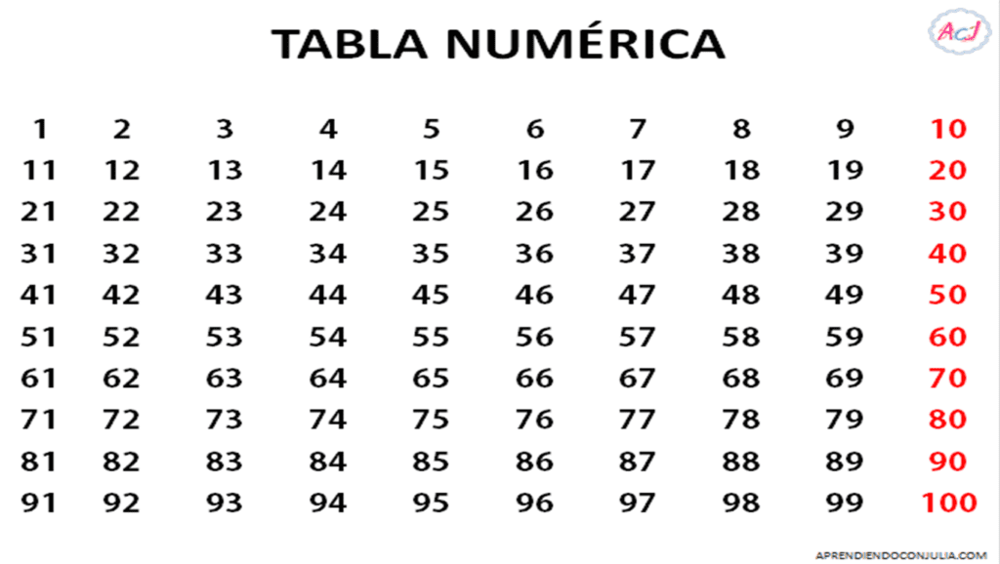 TABLA NUMÉRICA
AcJ
1 2 3 4 5 6 7 8 9 10
11 12 13 14 15 16 17 18 19 20
21 22 23 24 25 26 27 28 29 30
31 32 33 34 35 36 37 38 39 40
41 42 43 44 45 46 47 48 49 50
51 52 53 54 55 56 57 58 59 60
61 62 63 64 65 66 67 68 69 70
71 72 73 74 75 76 77 78 79 80
81 82 83 84 85 86 87 88 89 90
91 92 93 94 95 96 97 98 99 100
APRENDIENDOCONJULIA.COM